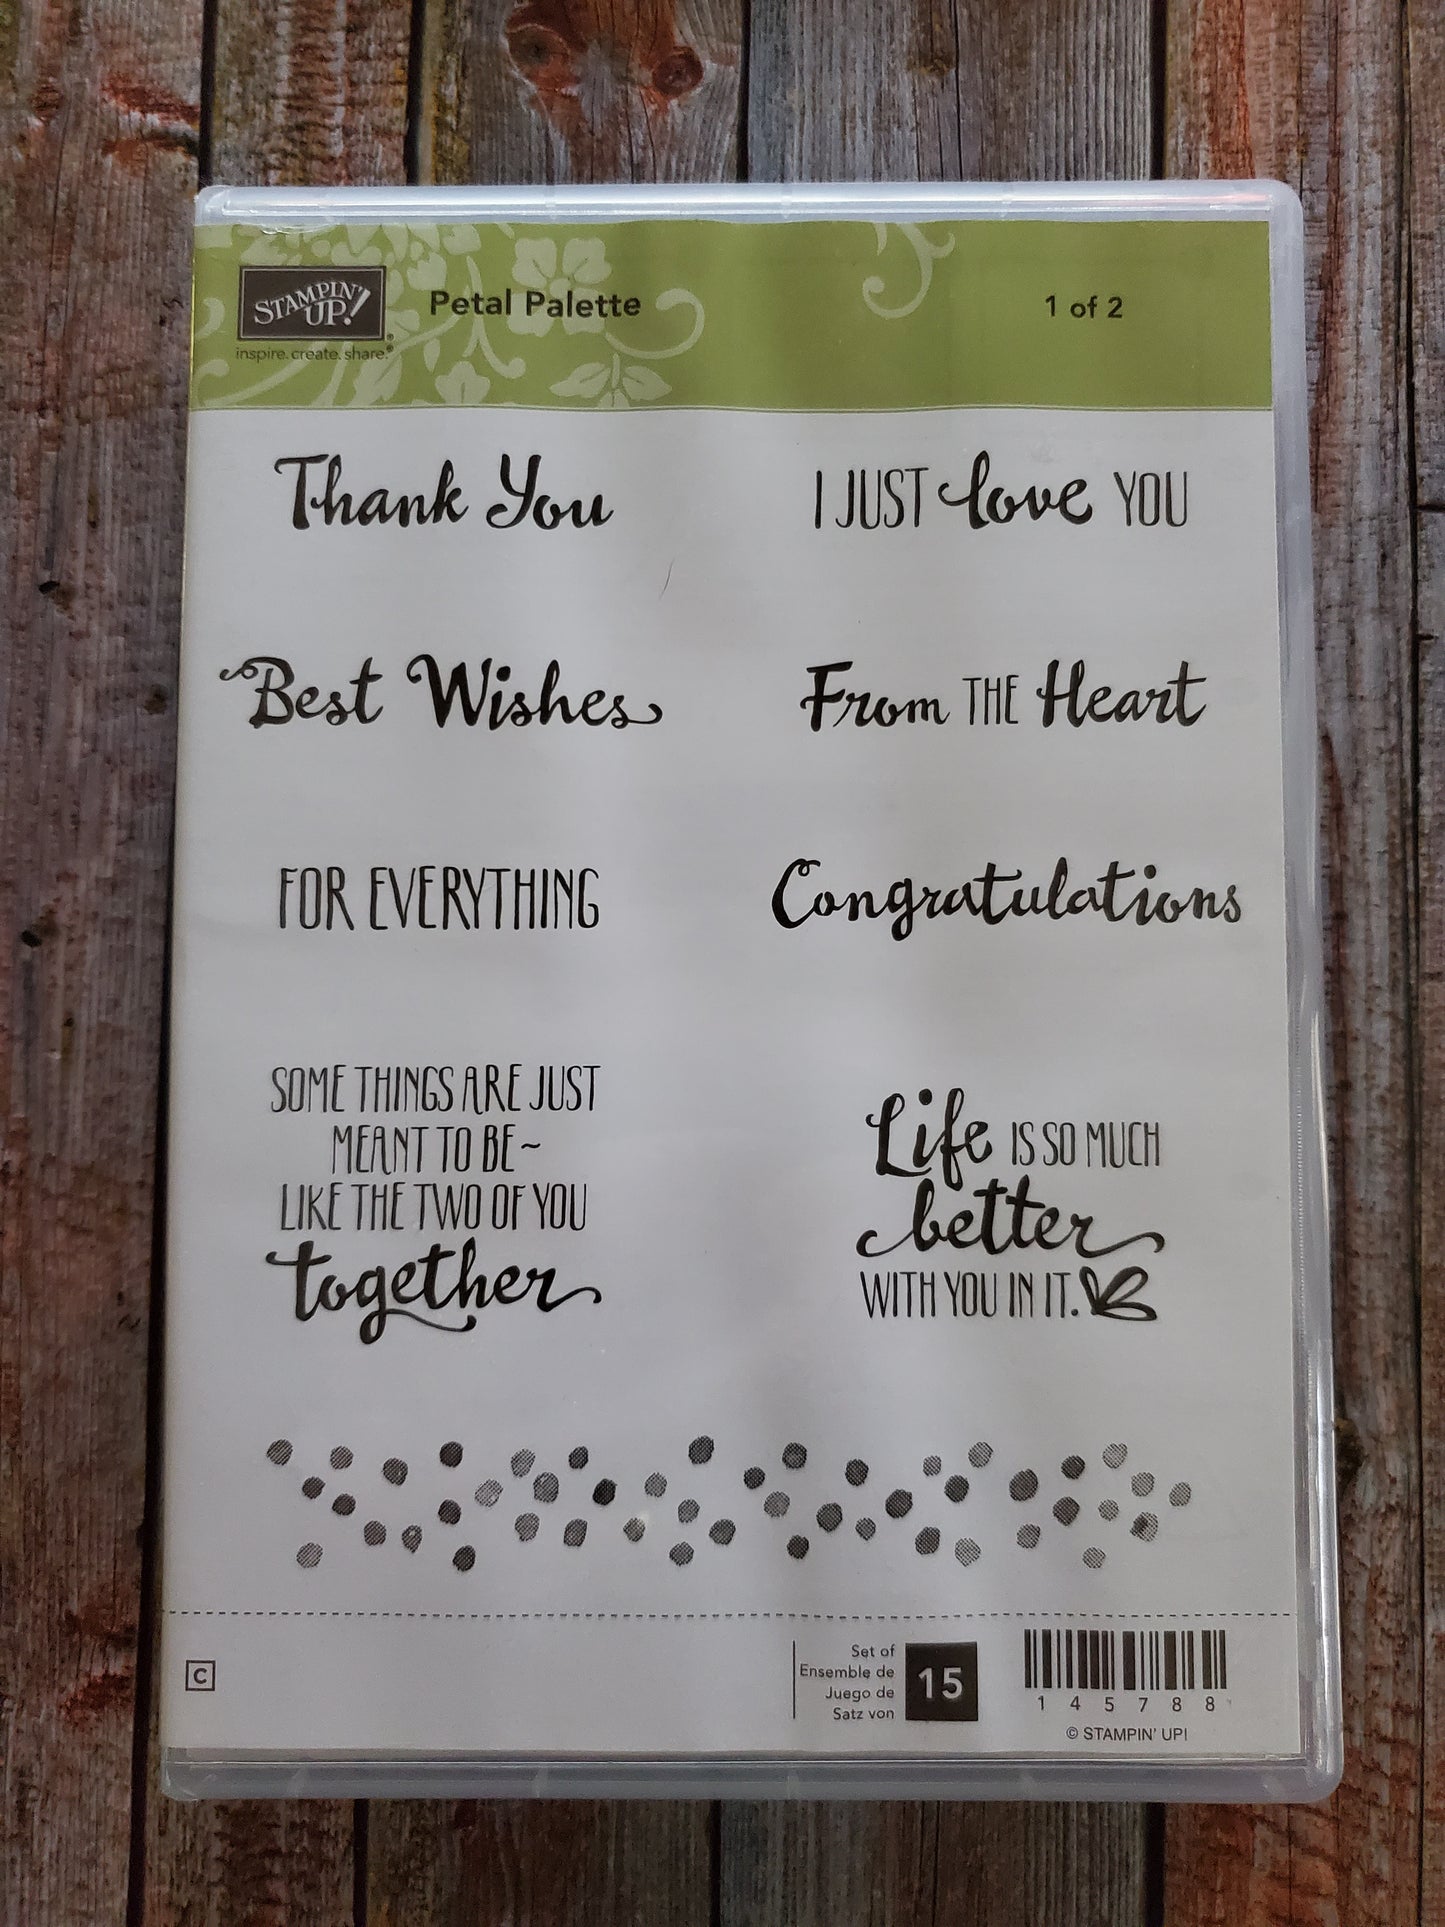 STAMPIN' UP!®
inspire. create. share.®
Petal Palette
1 of 2
Thank You
I JUST love YOU
Best Wishes
From THE Heart
FOR EVERYTHING
Congratulations
SOME THINGS ARE JUST
MEANT TO BE~
LIKE THE TWO OF YOU
together
Life IS SO MUCH
better
WITH YOU IN IT.
C
Set of
Ensemble de
Juego de
Satz von
15
145788
© STAMPIN' UP!